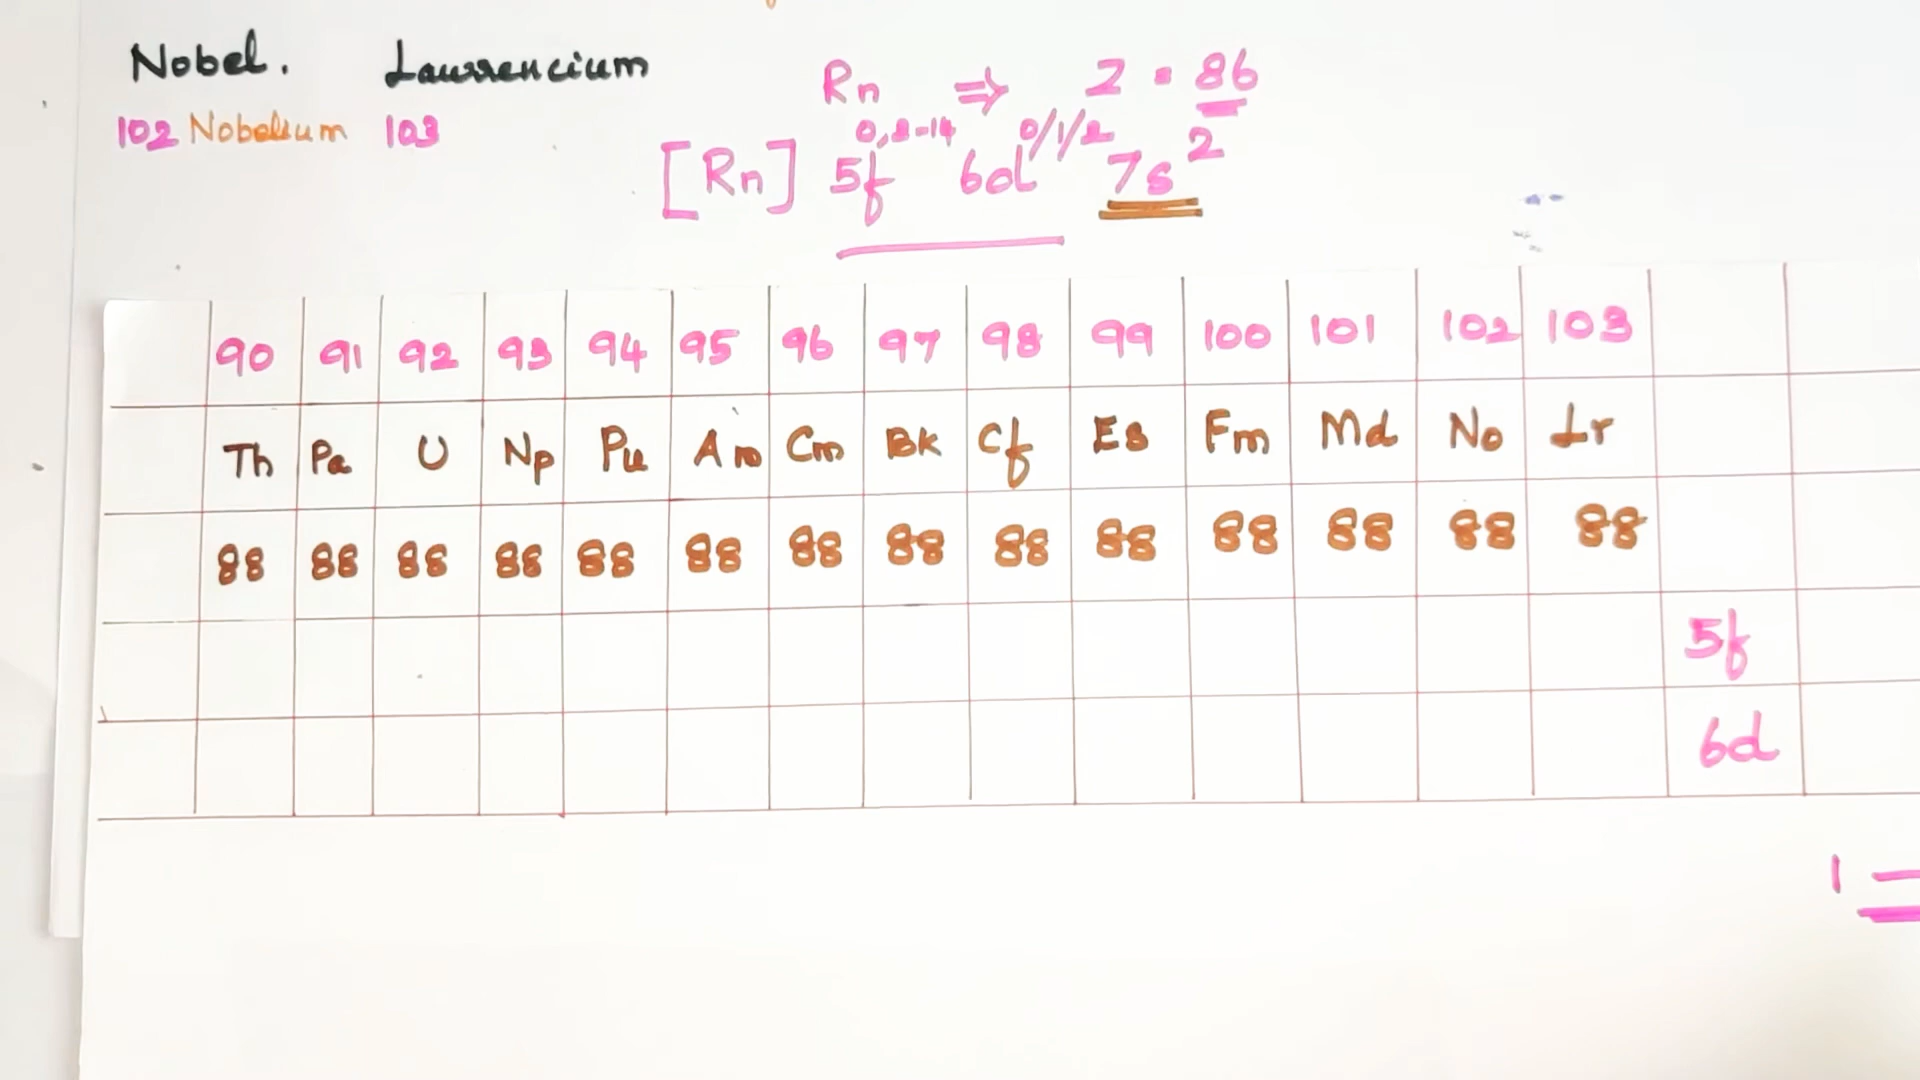 Nobel. Lawrrencium
102 Nobelium 103
Rn ⇒ Z = 86
[Rn] 5f 0,2-14 6d 0/1/2 7s 2
90 91 92 93 94 95 96 97 98 99 100 101 102 103
Th Pa U Np Pu Am Cm Bk Cf Es Fm Md No Lr
88 88 88 88 88 88 88 88 88 88 88 88 88 88
5f
6d
1